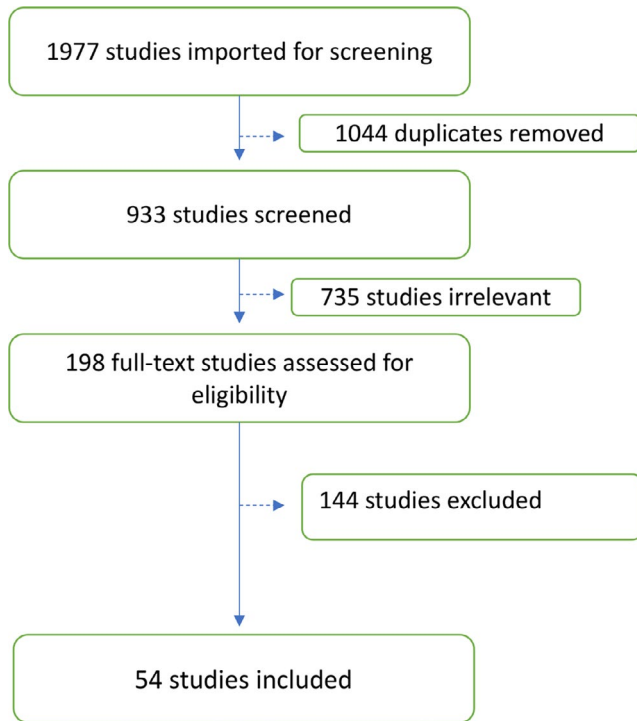 1977 studies imported for screening
1044 duplicates removed
933 studies screened
735 studies irrelevant
198 full-text studies assessed for
eligibility
144 studies excluded
54 studies included